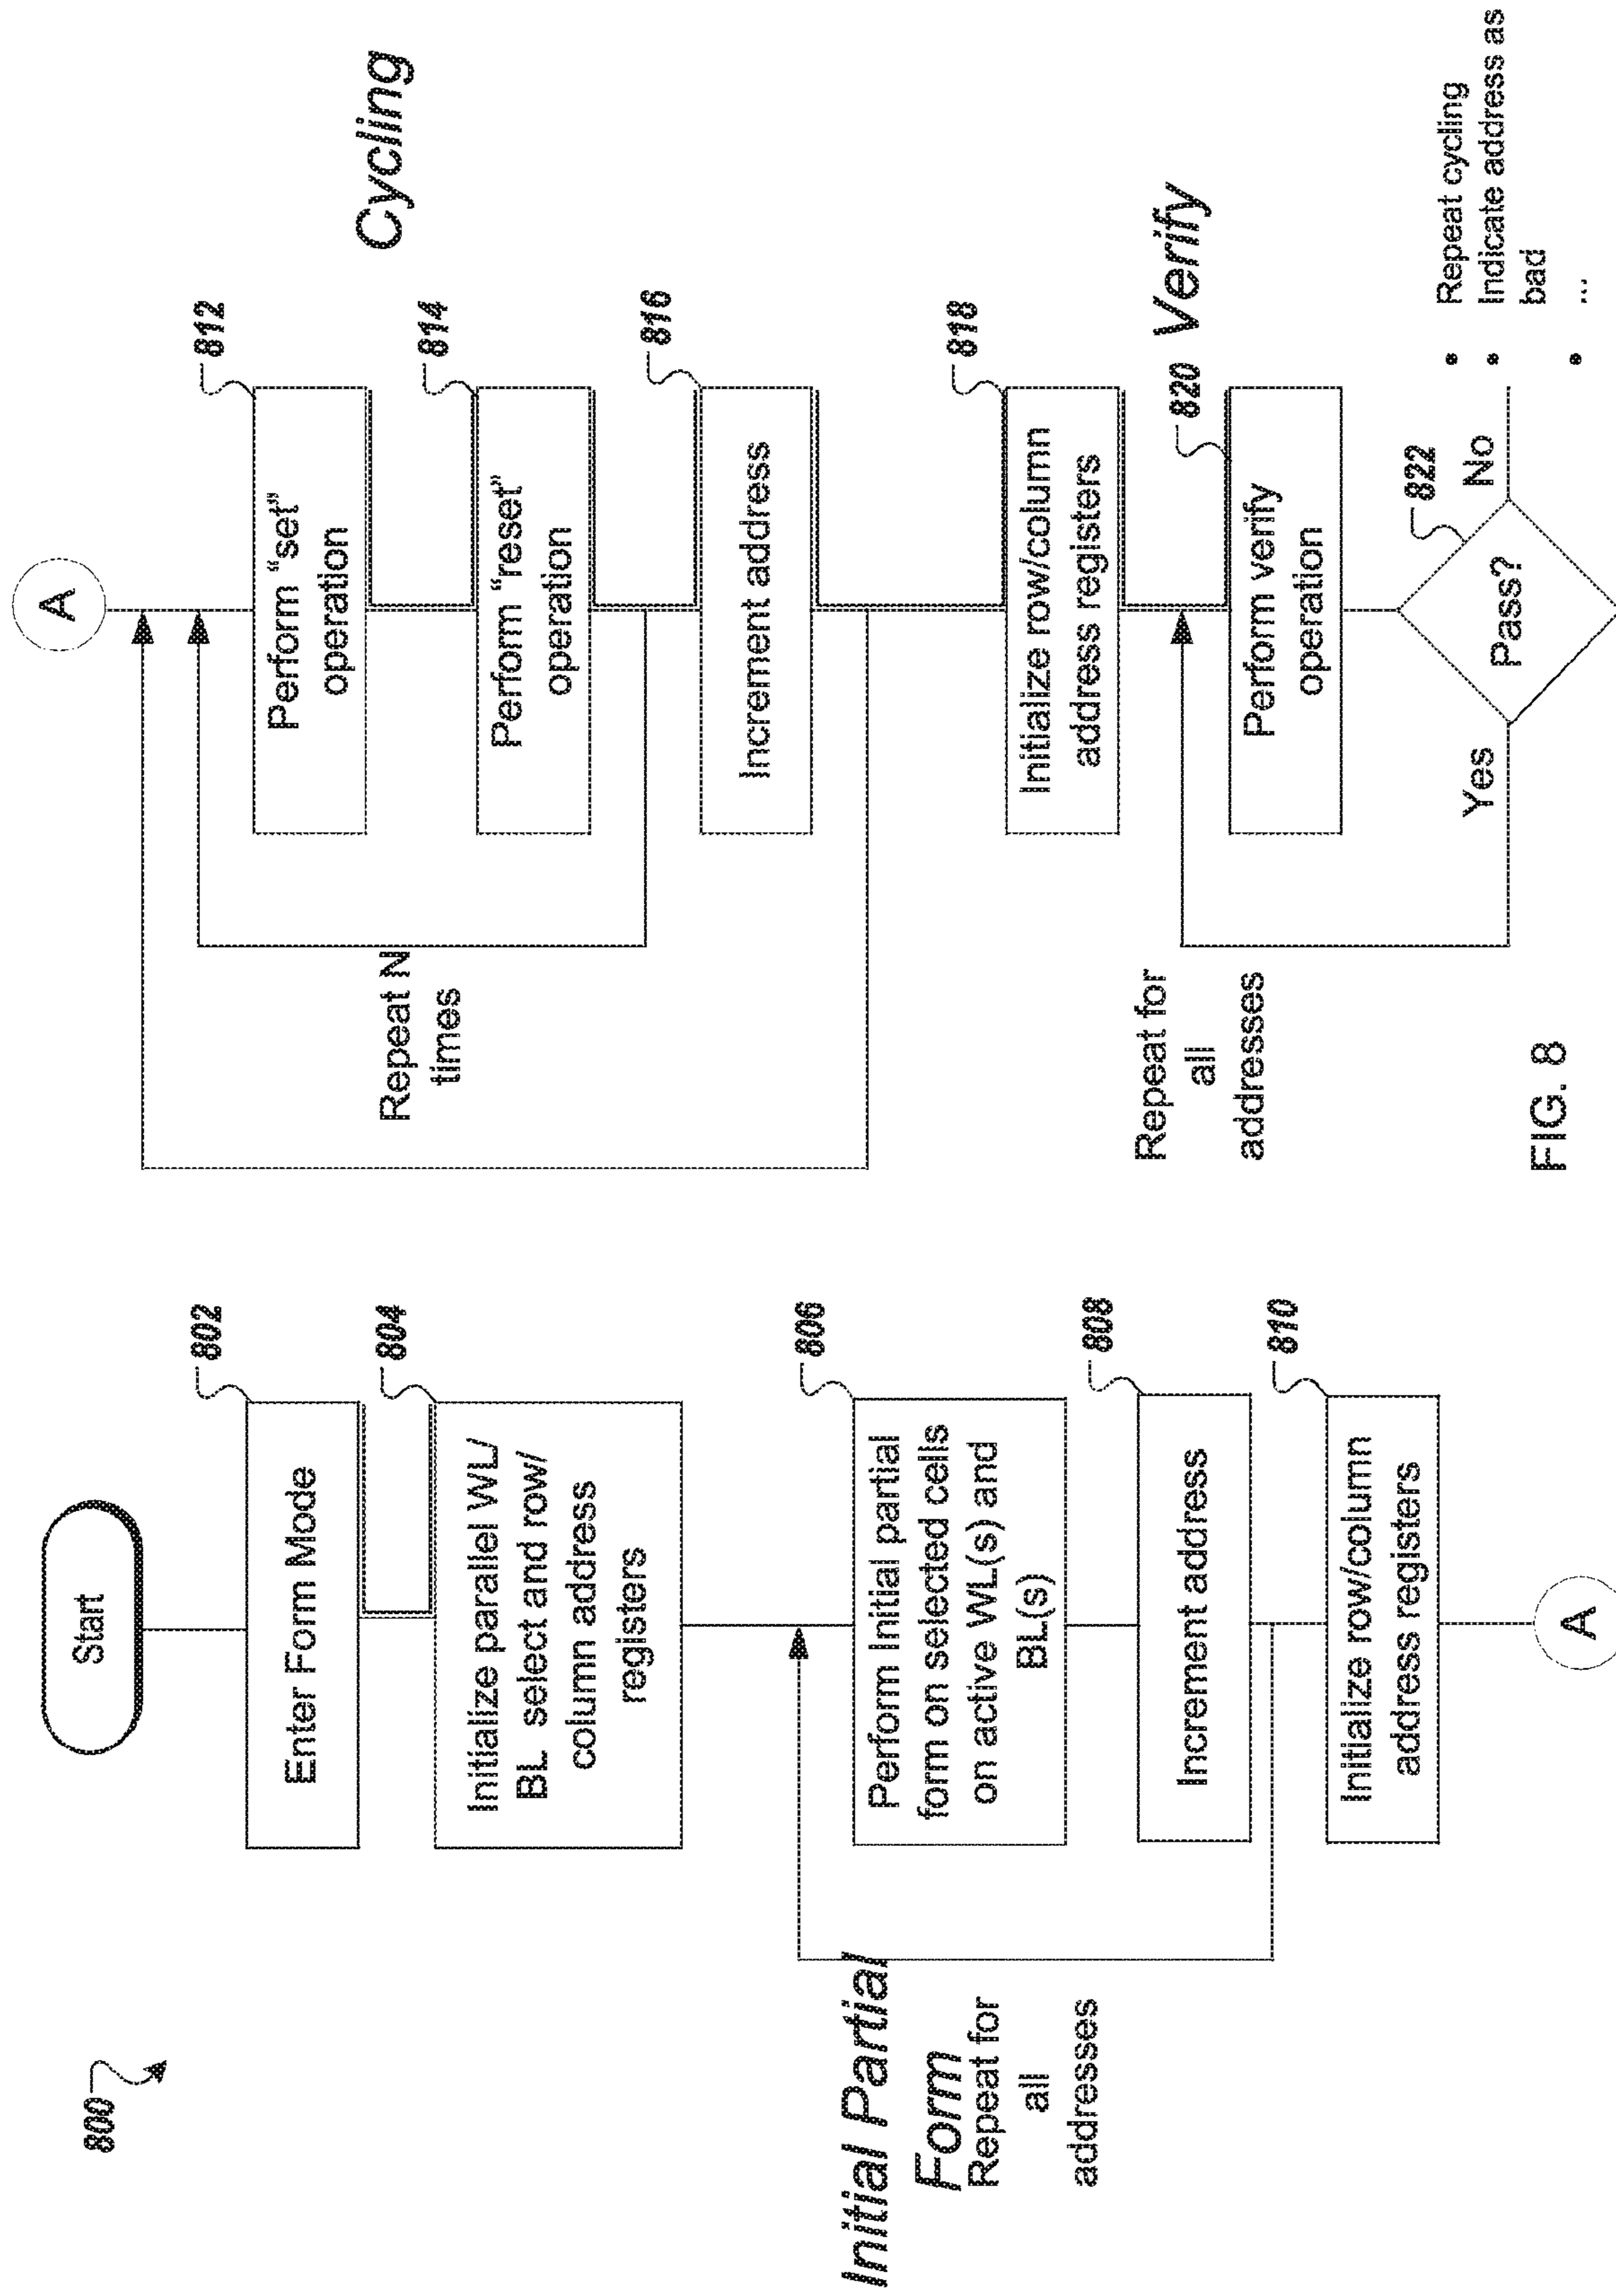 800
Start
802
Enter Form Mode
804
Initialize parallel WL/
BL select and row/
column address
registers
Initial Partial
Form
Repeat for
all
addresses
806
Perform Initial partial
form on selected cells
on active WL(s) and
BL(s)
808
Increment address
810
Initialize row/column
address registers
A
A
Cycling
812
Perform “set”
operation
814
Perform “reset”
operation
Repeat N
times
816
Increment address
818
Initialize row/column
address registers
820 Verify
Perform verify
operation
Repeat for
all
addresses
822
Pass?
Yes
No
• Repeat cycling
• Indicate address as
bad
• ...
FIG. 8